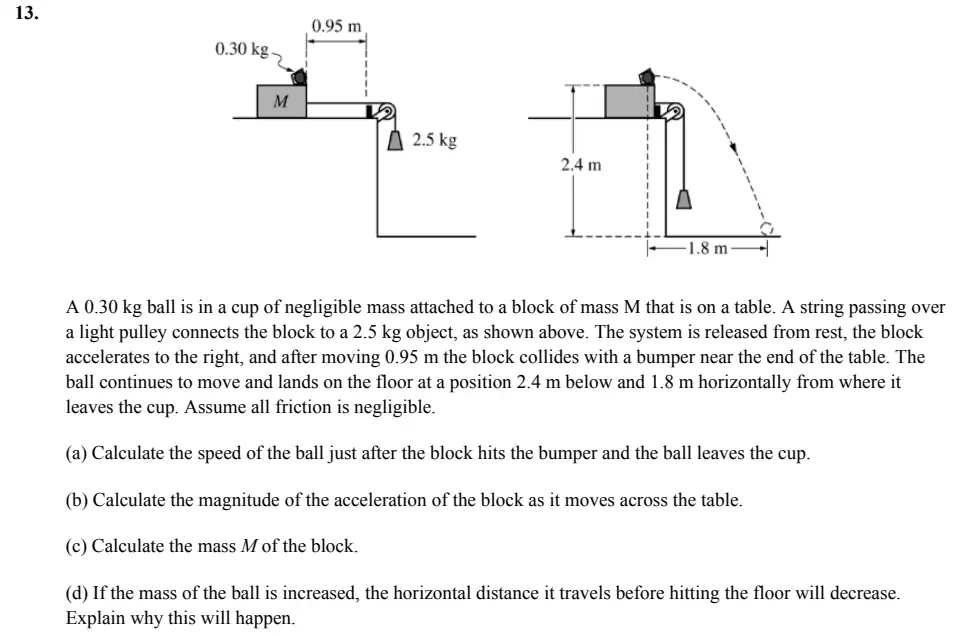 13.
0.95 m
0.30 kg
M
2.5 kg
2.4 m
1.8 m
A 0.30 kg ball is in a cup of negligible mass attached to a block of mass M that is on a table. A string passing over
a light pulley connects the block to a 2.5 kg object, as shown above. The system is released from rest, the block
accelerates to the right, and after moving 0.95 m the block collides with a bumper near the end of the table. The
ball continues to move and lands on the floor at a position 2.4 m below and 1.8 m horizontally from where it
leaves the cup. Assume all friction is negligible.
(a) Calculate the speed of the ball just after the block hits the bumper and the ball leaves the cup.
(b) Calculate the magnitude of the acceleration of the block as it moves across the table.
(c) Calculate the mass M of the block.
(d) If the mass of the ball is increased, the horizontal distance it travels before hitting the floor will decrease.
Explain why this will happen.